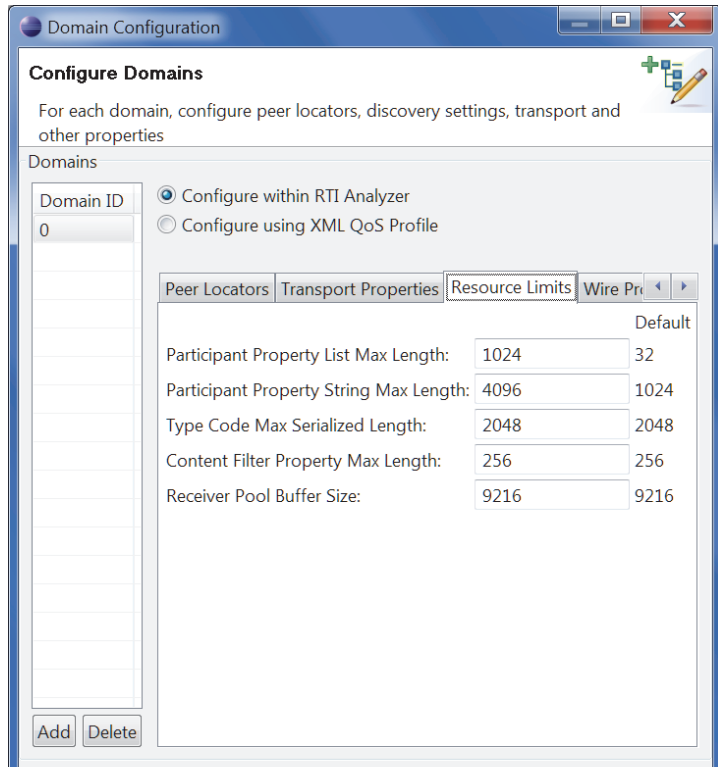 Domain Configuration
Configure Domains
For each domain, configure peer locators, discovery settings, transport and
other properties
Domains
Domain ID
0
Configure within RTI Analyzer
Configure using XML QoS Profile
Peer Locators Transport Properties Resource Limits Wire
Default
Participant Property List Max Length: 1024 32
Participant Property String Max Length: 4096 1024
Type Code Max Serialized Length: 2048 2048
Content Filter Property Max Length: 256 256
Receiver Pool Buffer Size: 9216 9216
Add Delete